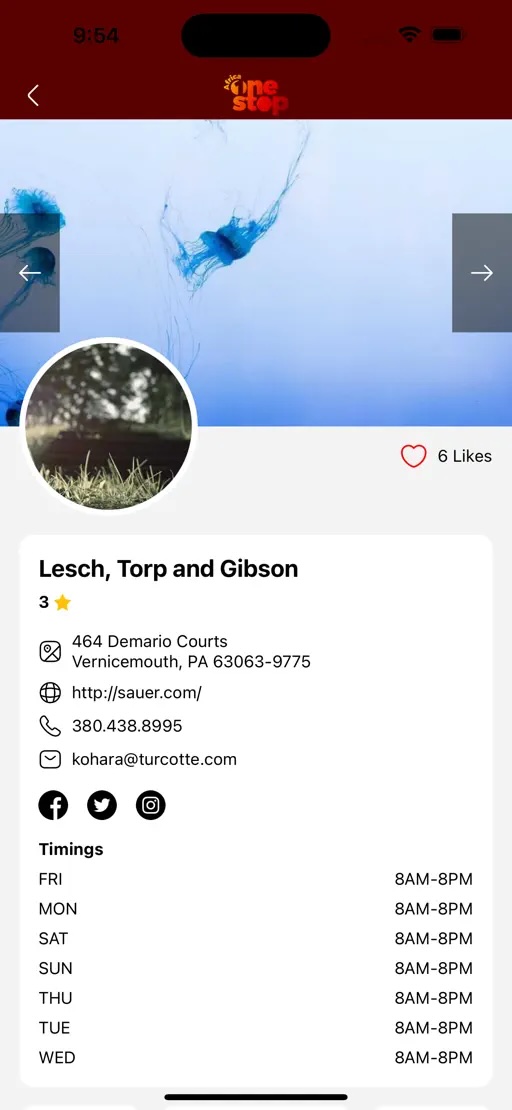 9:54
Africa
One
stop
6 Likes
Lesch, Torp and Gibson
3
464 Demario Courts
Vernicemouth, PA 63063-9775
http://sauer.com/
380.438.8995
kohara@turcotte.com
Timings
FRI 8AM-8PM
MON 8AM-8PM
SAT 8AM-8PM
SUN 8AM-8PM
THU 8AM-8PM
TUE 8AM-8PM
WED 8AM-8PM